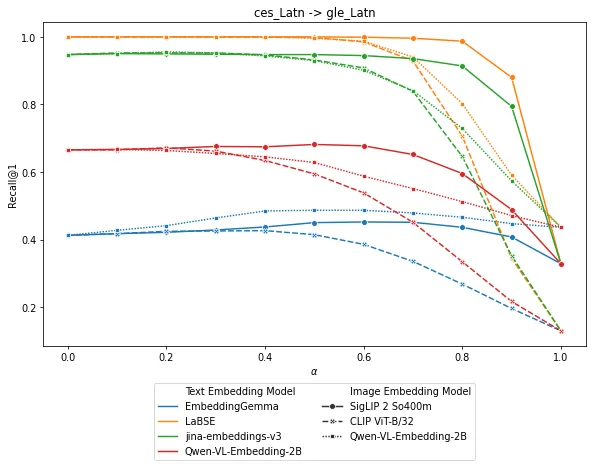 ces_Latn -> gle_Latn
Recall@1
1.0
0.8
0.6
0.4
0.2
0.0 0.2 0.4 0.6 0.8 1.0
α
Text Embedding Model
EmbeddingGemma
LaBSE
jina-embeddings-v3
Qwen-VL-Embedding-2B
Image Embedding Model
SigLIP 2 So400m
CLIP ViT-B/32
Qwen-VL-Embedding-2B